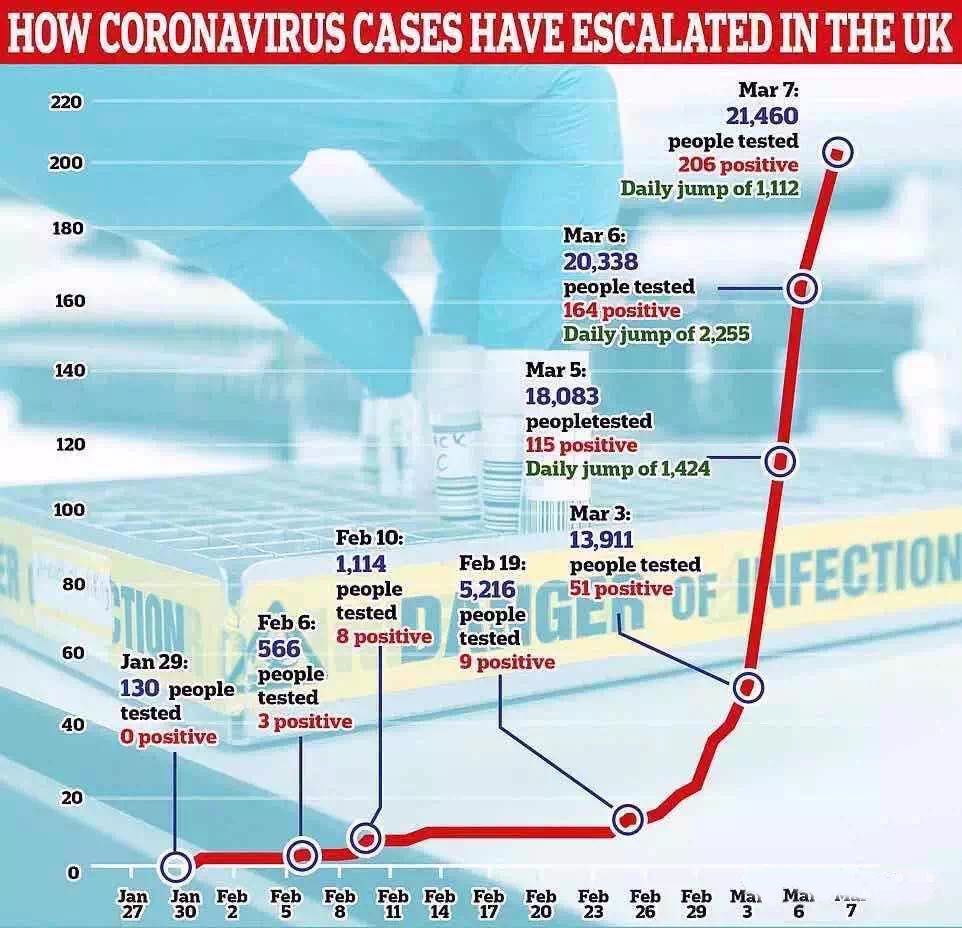 HOW CORONAVIRUS CASES HAVE ESCALATED IN THE UK
220
200
180
160
140
120
100
80
60
40
20
0
Mar 7:
21,460
people tested
206 positive
Daily jump of 1,112
Mar 6:
20,338
people tested
164 positive
Daily jump of 2,255
Mar 5:
18,083
peopletested
115 positive
Daily jump of 1,424
Mar 3:
13,911
people tested
51 positive
Feb 19:
5,216
people
tested
9 positive
Feb 10:
1,114
people
tested
8 positive
Feb 6:
566
people
tested
3 positive
Jan 29:
130 people
tested
0 positive
CTION
DANGER OF INFECTION
Jan
27
Jan
30
Feb
2
Feb
5
Feb
8
Feb
11
Feb
14
Feb
17
Feb
20
Feb
23
Feb
26
Feb
29
3
6
7